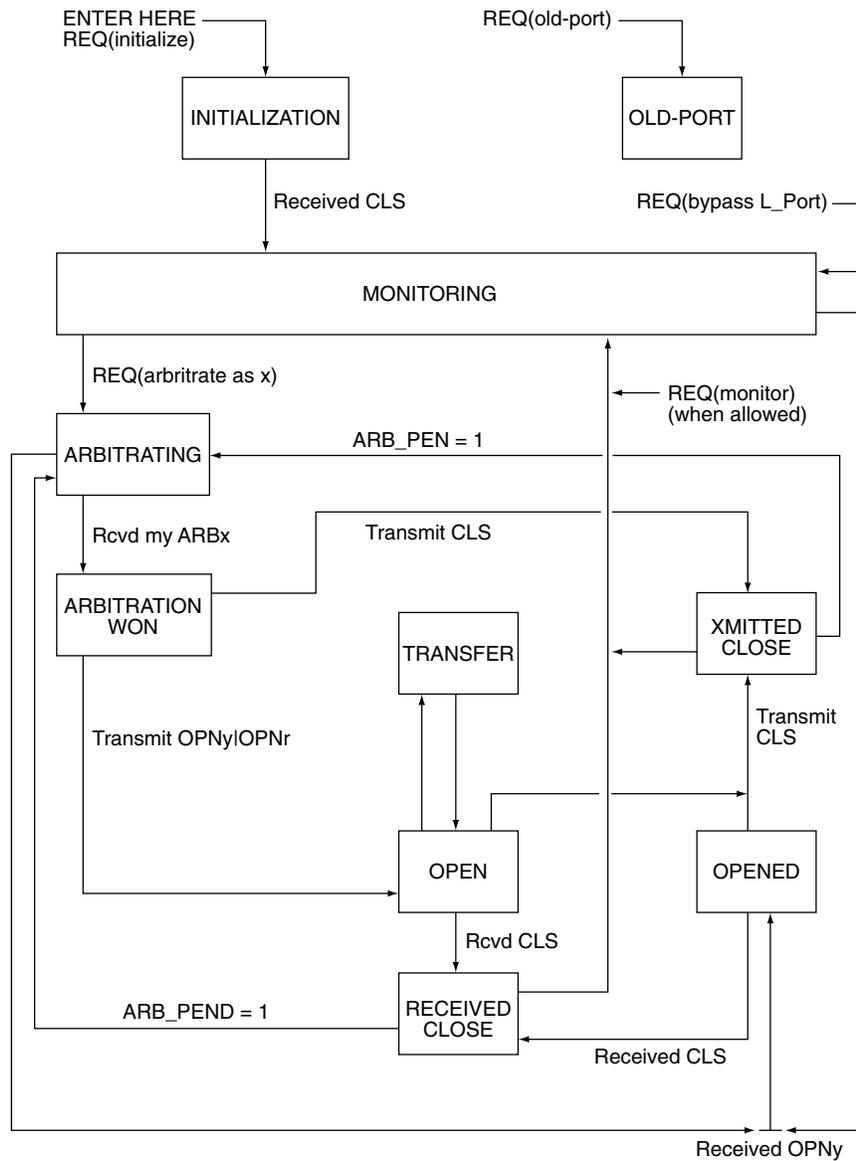 ENTER HERE
REQ(initialize)
REQ(old-port)
INITIALIZATION
OLD-PORT
Received CLS
REQ(bypass L_Port)
MONITORING
REQ(arbritrate as x)
REQ(monitor)
(when allowed)
ARB_PEN = 1
ARBITRATING
Rcvd my ARBx
Transmit CLS
ARBITRATION
WON
TRANSFER
XMITTED
CLOSE
Transmit OPNy|OPNr
Transmit
CLS
OPEN
OPENED
Rcvd CLS
ARB_PEND = 1
RECEIVED
CLOSE
Received CLS
Received OPNy